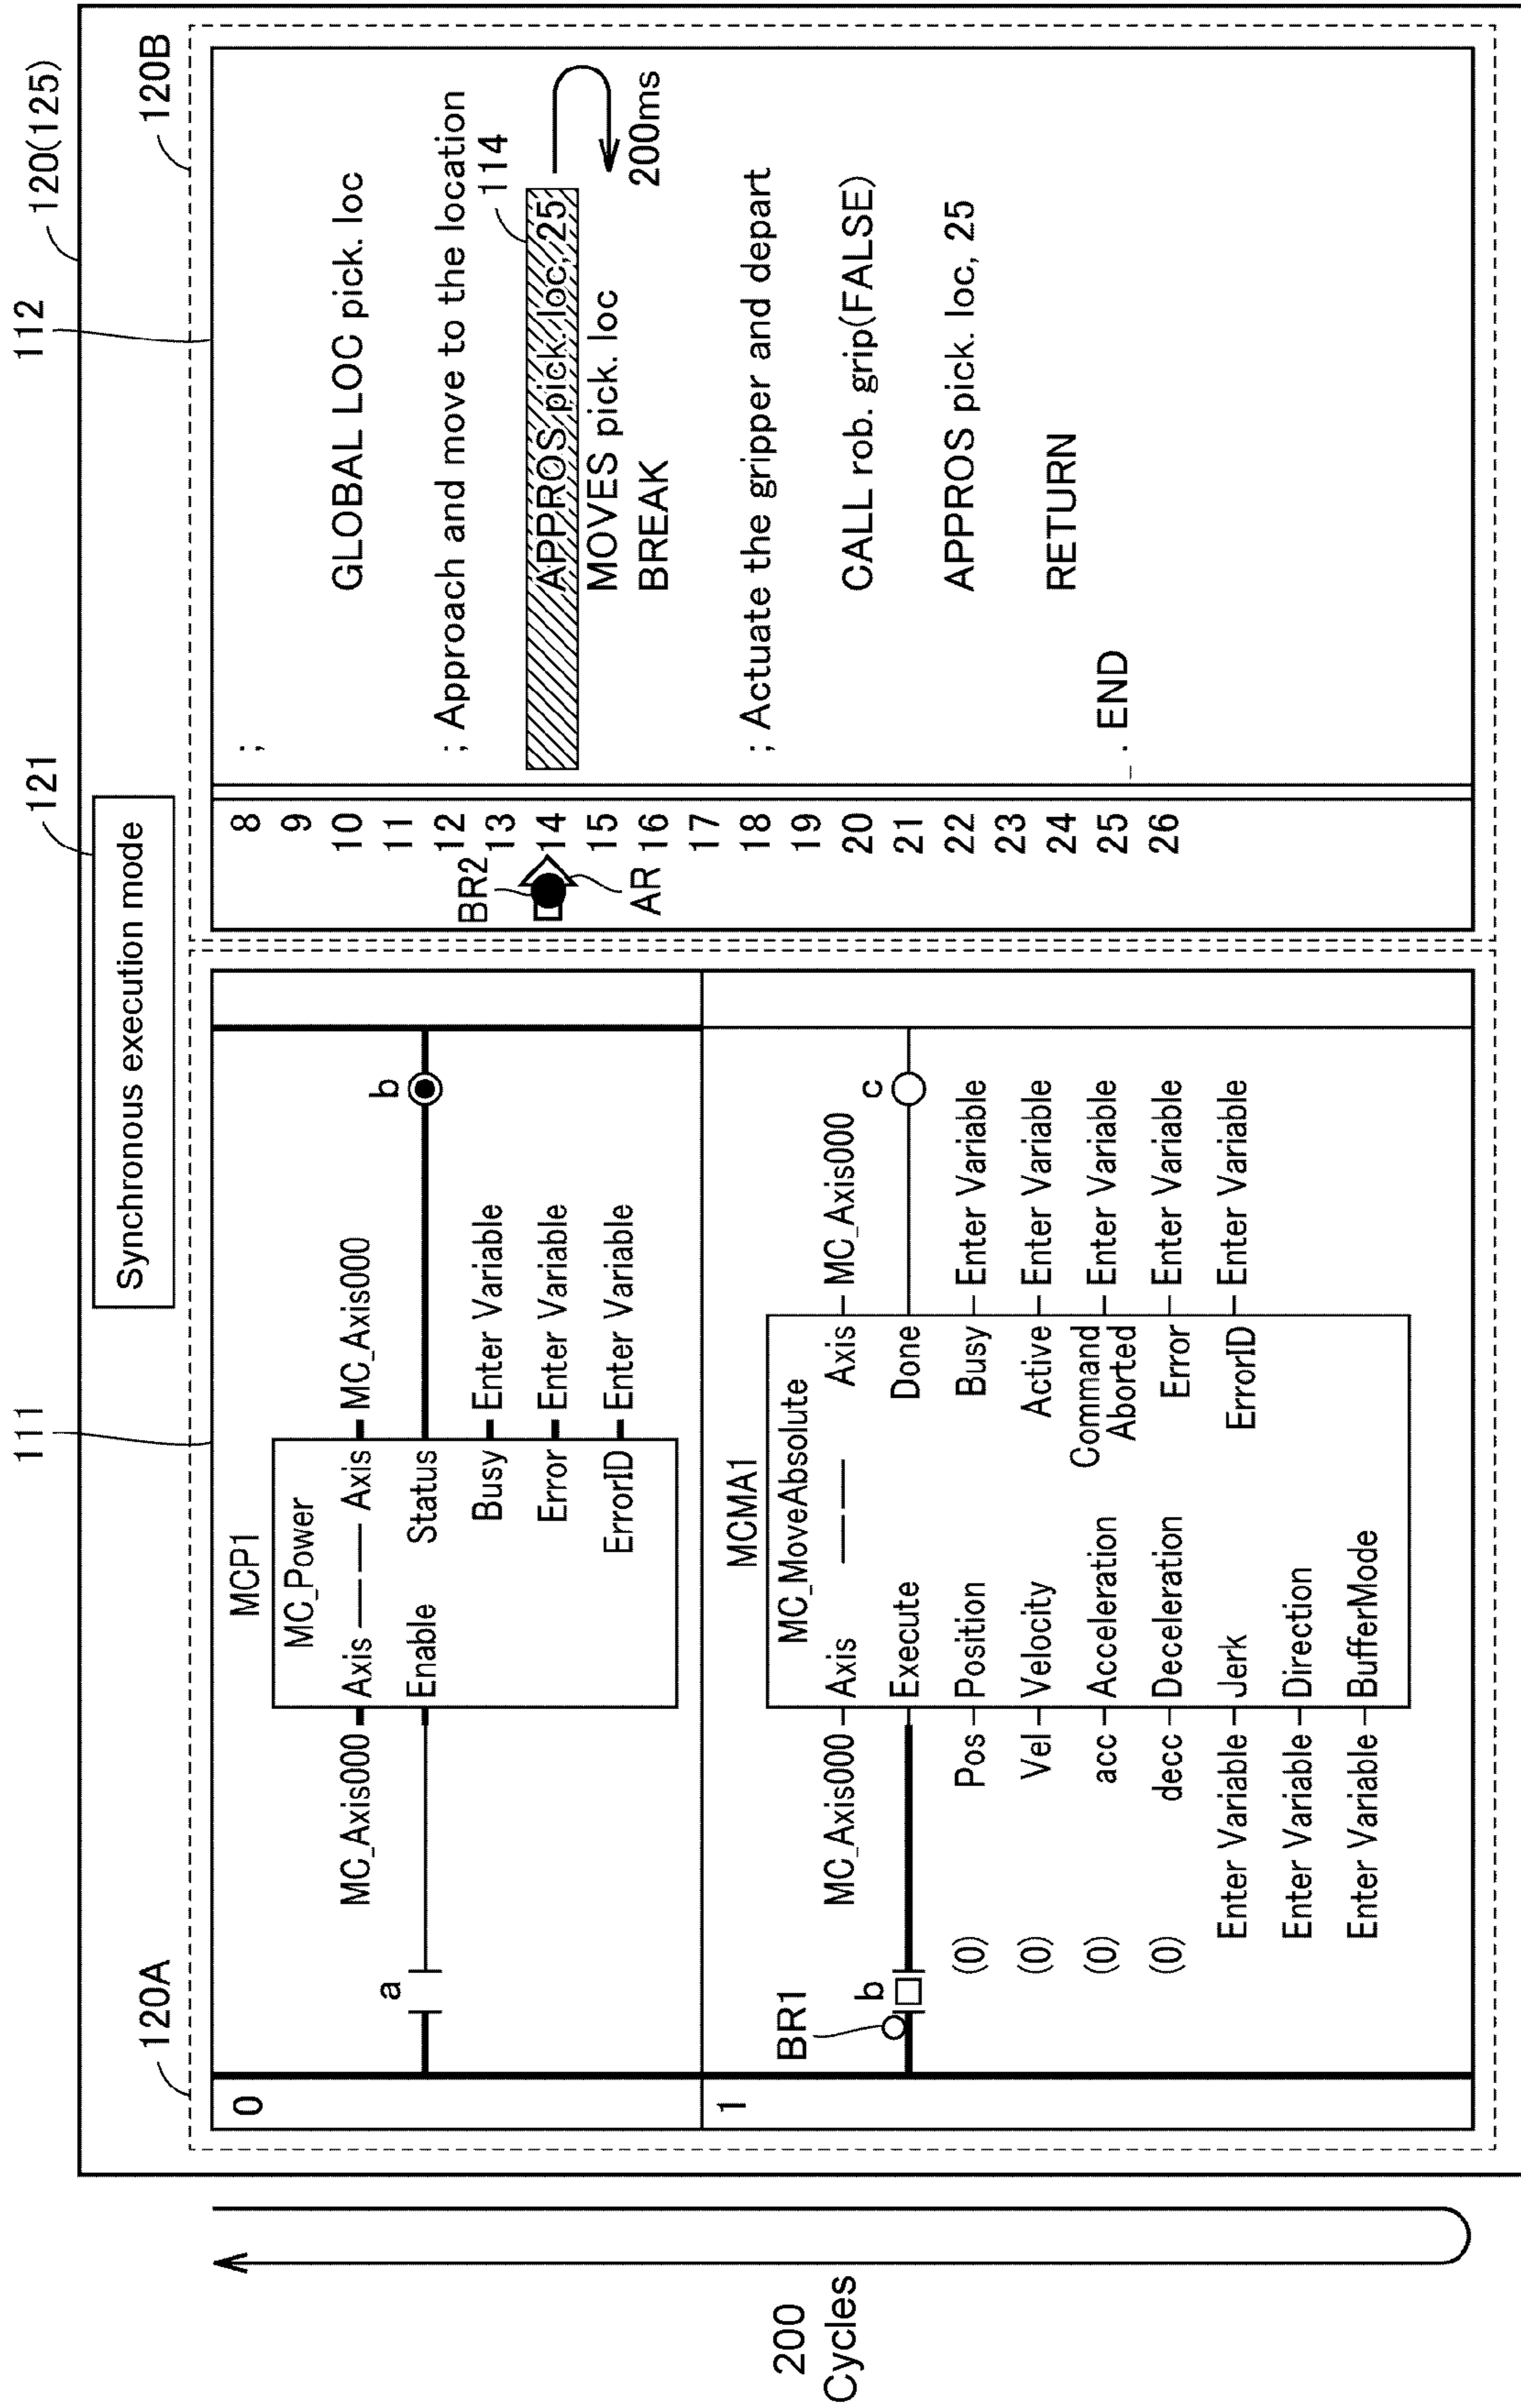 120(125)
121
Synchronous execution mode
120A
111
112
120B
0
MCP1
MC_Power
MC_Axis000
Axis
Axis
MC_Axis000
a
Enable
Status
b
Busy
Enter Variable
Error
Enter Variable
ErrorID
Enter Variable
1
MCMA1
MC_MoveAbsolute
MC_Axis000
Axis
Axis
MC_Axis000
BR1
b
Execute
Done
c
(0)
Pos
Position
Busy
Enter Variable
(0)
Vel
Velocity
Active
Enter Variable
(0)
acc
Acceleration
Command
Aborted
Enter Variable
(0)
decc
Deceleration
Error
Enter Variable
Enter Variable
Jerk
ErrorID
Enter Variable
Enter Variable
Direction
Enter Variable
BufferMode
8 ;
9
10 GLOBAL LOC pick. loc
11
12 ; Approach and move to the location
13
114
BR2
14 APPROS pick. loc, 25
AR
15 MOVES pick. loc
200ms
16 BREAK
17
18 ; Actuate the gripper and depart
19
20 CALL rob. grip(FALSE)
21
22 APPROS pick. loc, 25
23
24 RETURN
25 _. END
26
200
Cycles